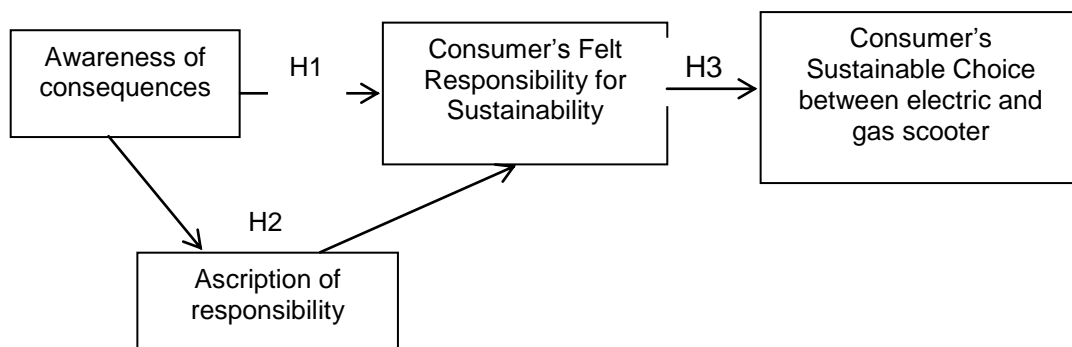 Awareness of
consequences
H1
Consumer’s Felt
Responsibility for
Sustainability
H3
Consumer’s
Sustainable Choice
between electric and
gas scooter
H2
Ascription of
responsibility